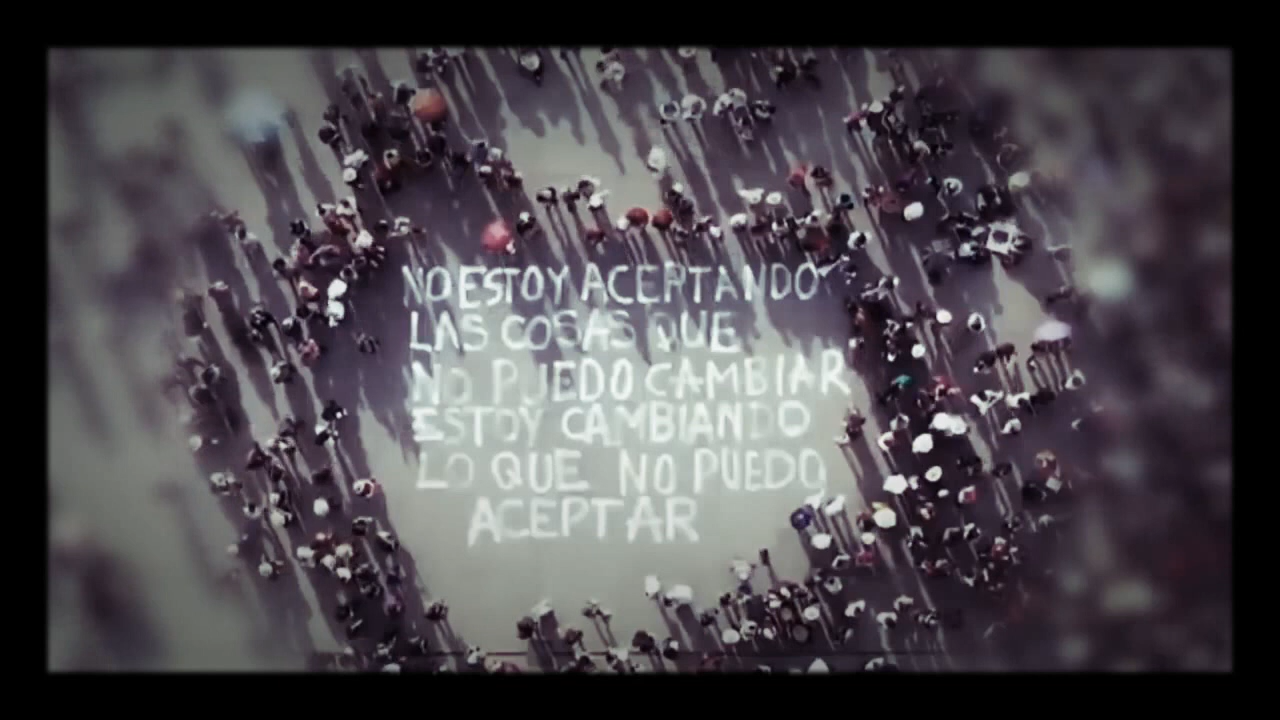 NO ESTOY ACEPTANDO
LAS COSAS QUE
NO PUEDO CAMBIAR
ESTOY CAMBIANDO
LO QUE NO PUEDO
ACEPTAR